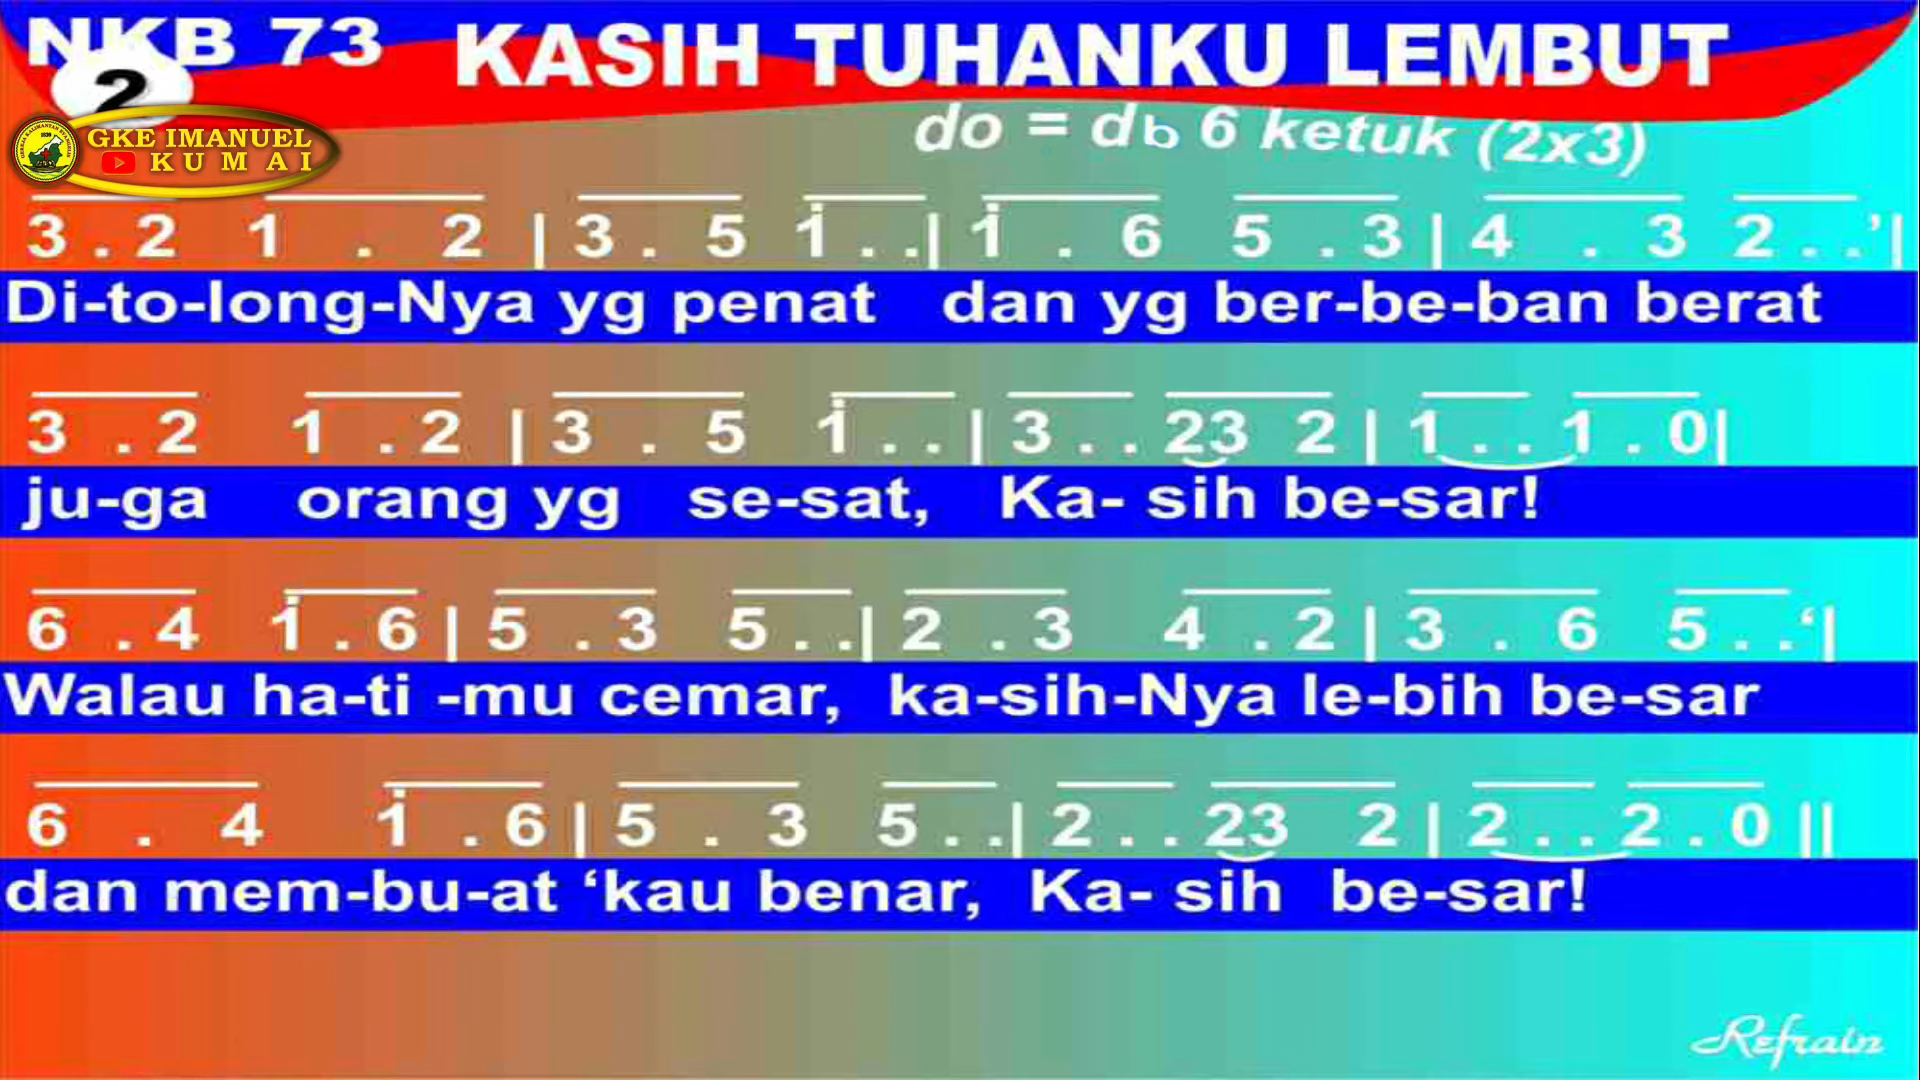 NKB 73 KASIH TUHANKU LEMBUT
2
GKE IMANUEL
KUMAI
do = db 6 ketuk (2x3)
3 . 2 1 . 2 | 3 . 5 i . . | i . 6 5 . 3 | 4 . 3 2 . . ’ |
Di-to-long-Nya yg penat dan yg ber-be-ban berat
3 . 2 1 . 2 | 3 . 5 i . . | 3 . . 23 2 | 1 . . 1 . 0 |
ju-ga orang yg se-sat, Ka- sih be-sar!
6 . 4 i . 6 | 5 . 3 5 . . | 2 . 3 4 . 2 | 3 . 6 5 . . ‘ |
Walau ha-ti -mu cemar, ka-sih-Nya le-bih be-sar
6 . 4 i . 6 | 5 . 3 5 . . | 2 . . 23 2 | 2 . . 2 . 0 ||
dan mem-bu-at ‘kau benar, Ka- sih be-sar!
Refrain